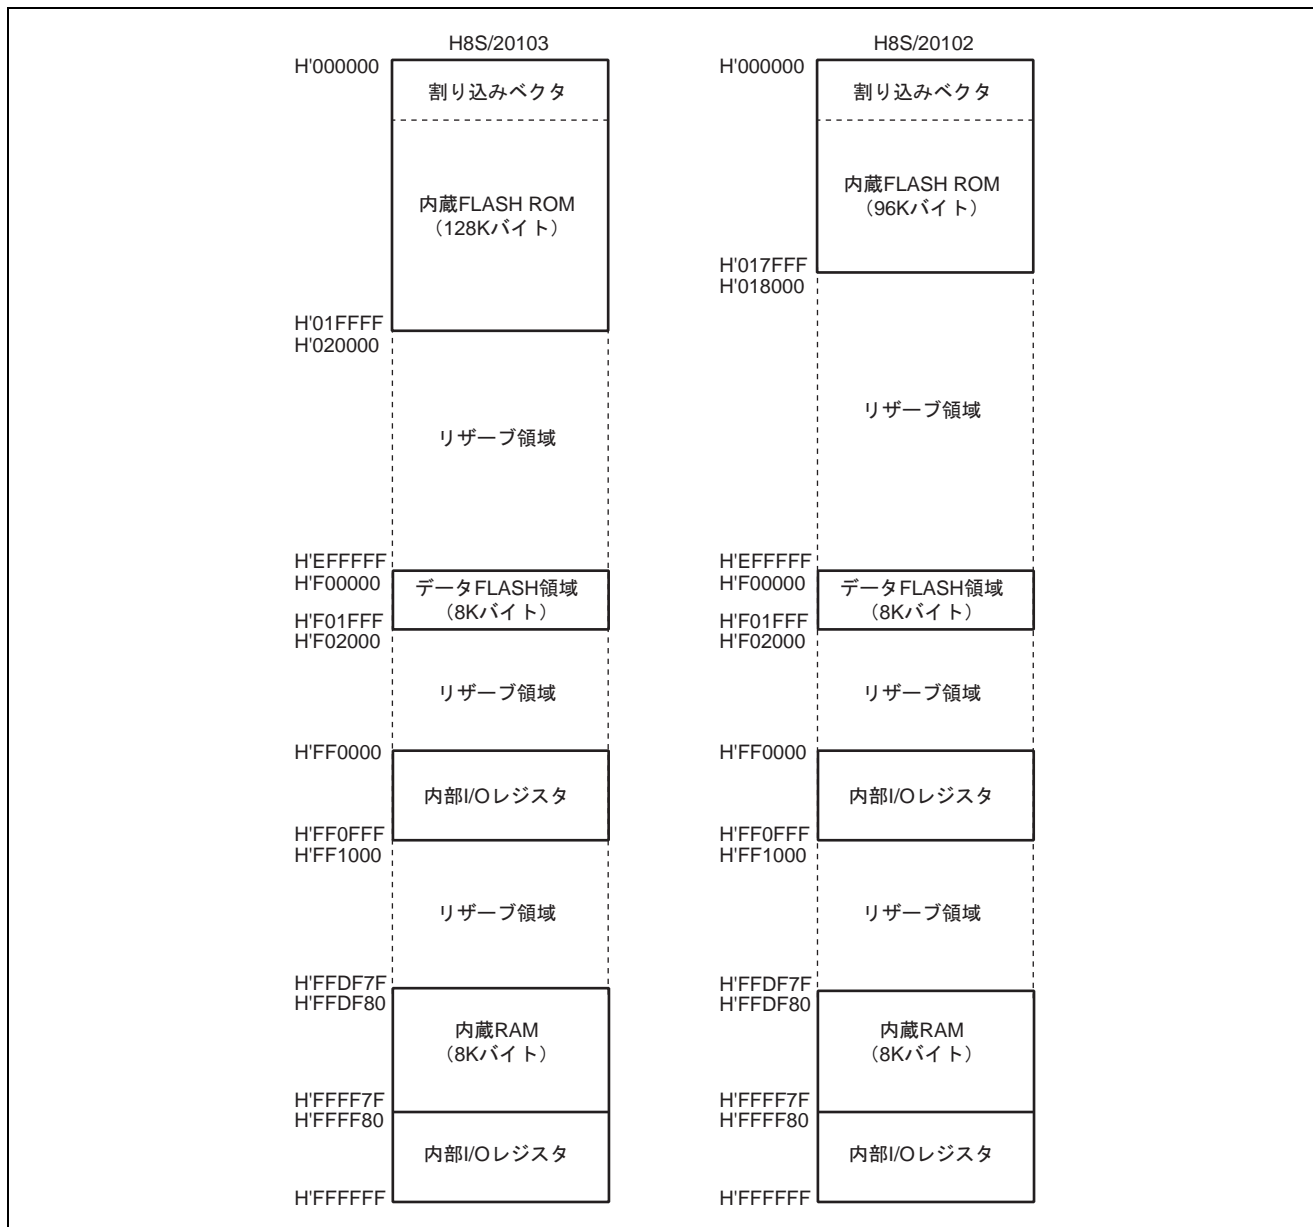 H8S/20103
H'000000
割り込みベクタ
内蔵FLASH ROM
（128Kバイト）
H'01FFFF
H'020000
リザーブ領域
H'EFFFFF
H'F00000
データFLASH領域
（8Kバイト）
H'F01FFF
H'F02000
リザーブ領域
H'FF0000
内部I/Oレジスタ
H'FF0FFF
H'FF1000
リザーブ領域
H'FFDF7F
H'FFDF80
内蔵RAM
（8Kバイト）
H'FFFF7F
H'FFFF80
内部I/Oレジスタ
H'FFFFFF
H8S/20102
H'000000
割り込みベクタ
内蔵FLASH ROM
（96Kバイト）
H'017FFF
H'018000
リザーブ領域
H'EFFFFF
H'F00000
データFLASH領域
（8Kバイト）
H'F01FFF
H'F02000
リザーブ領域
H'FF0000
内部I/Oレジスタ
H'FF0FFF
H'FF1000
リザーブ領域
H'FFDF7F
H'FFDF80
内蔵RAM
（8Kバイト）
H'FFFF7F
H'FFFF80
内部I/Oレジスタ
H'FFFFFF